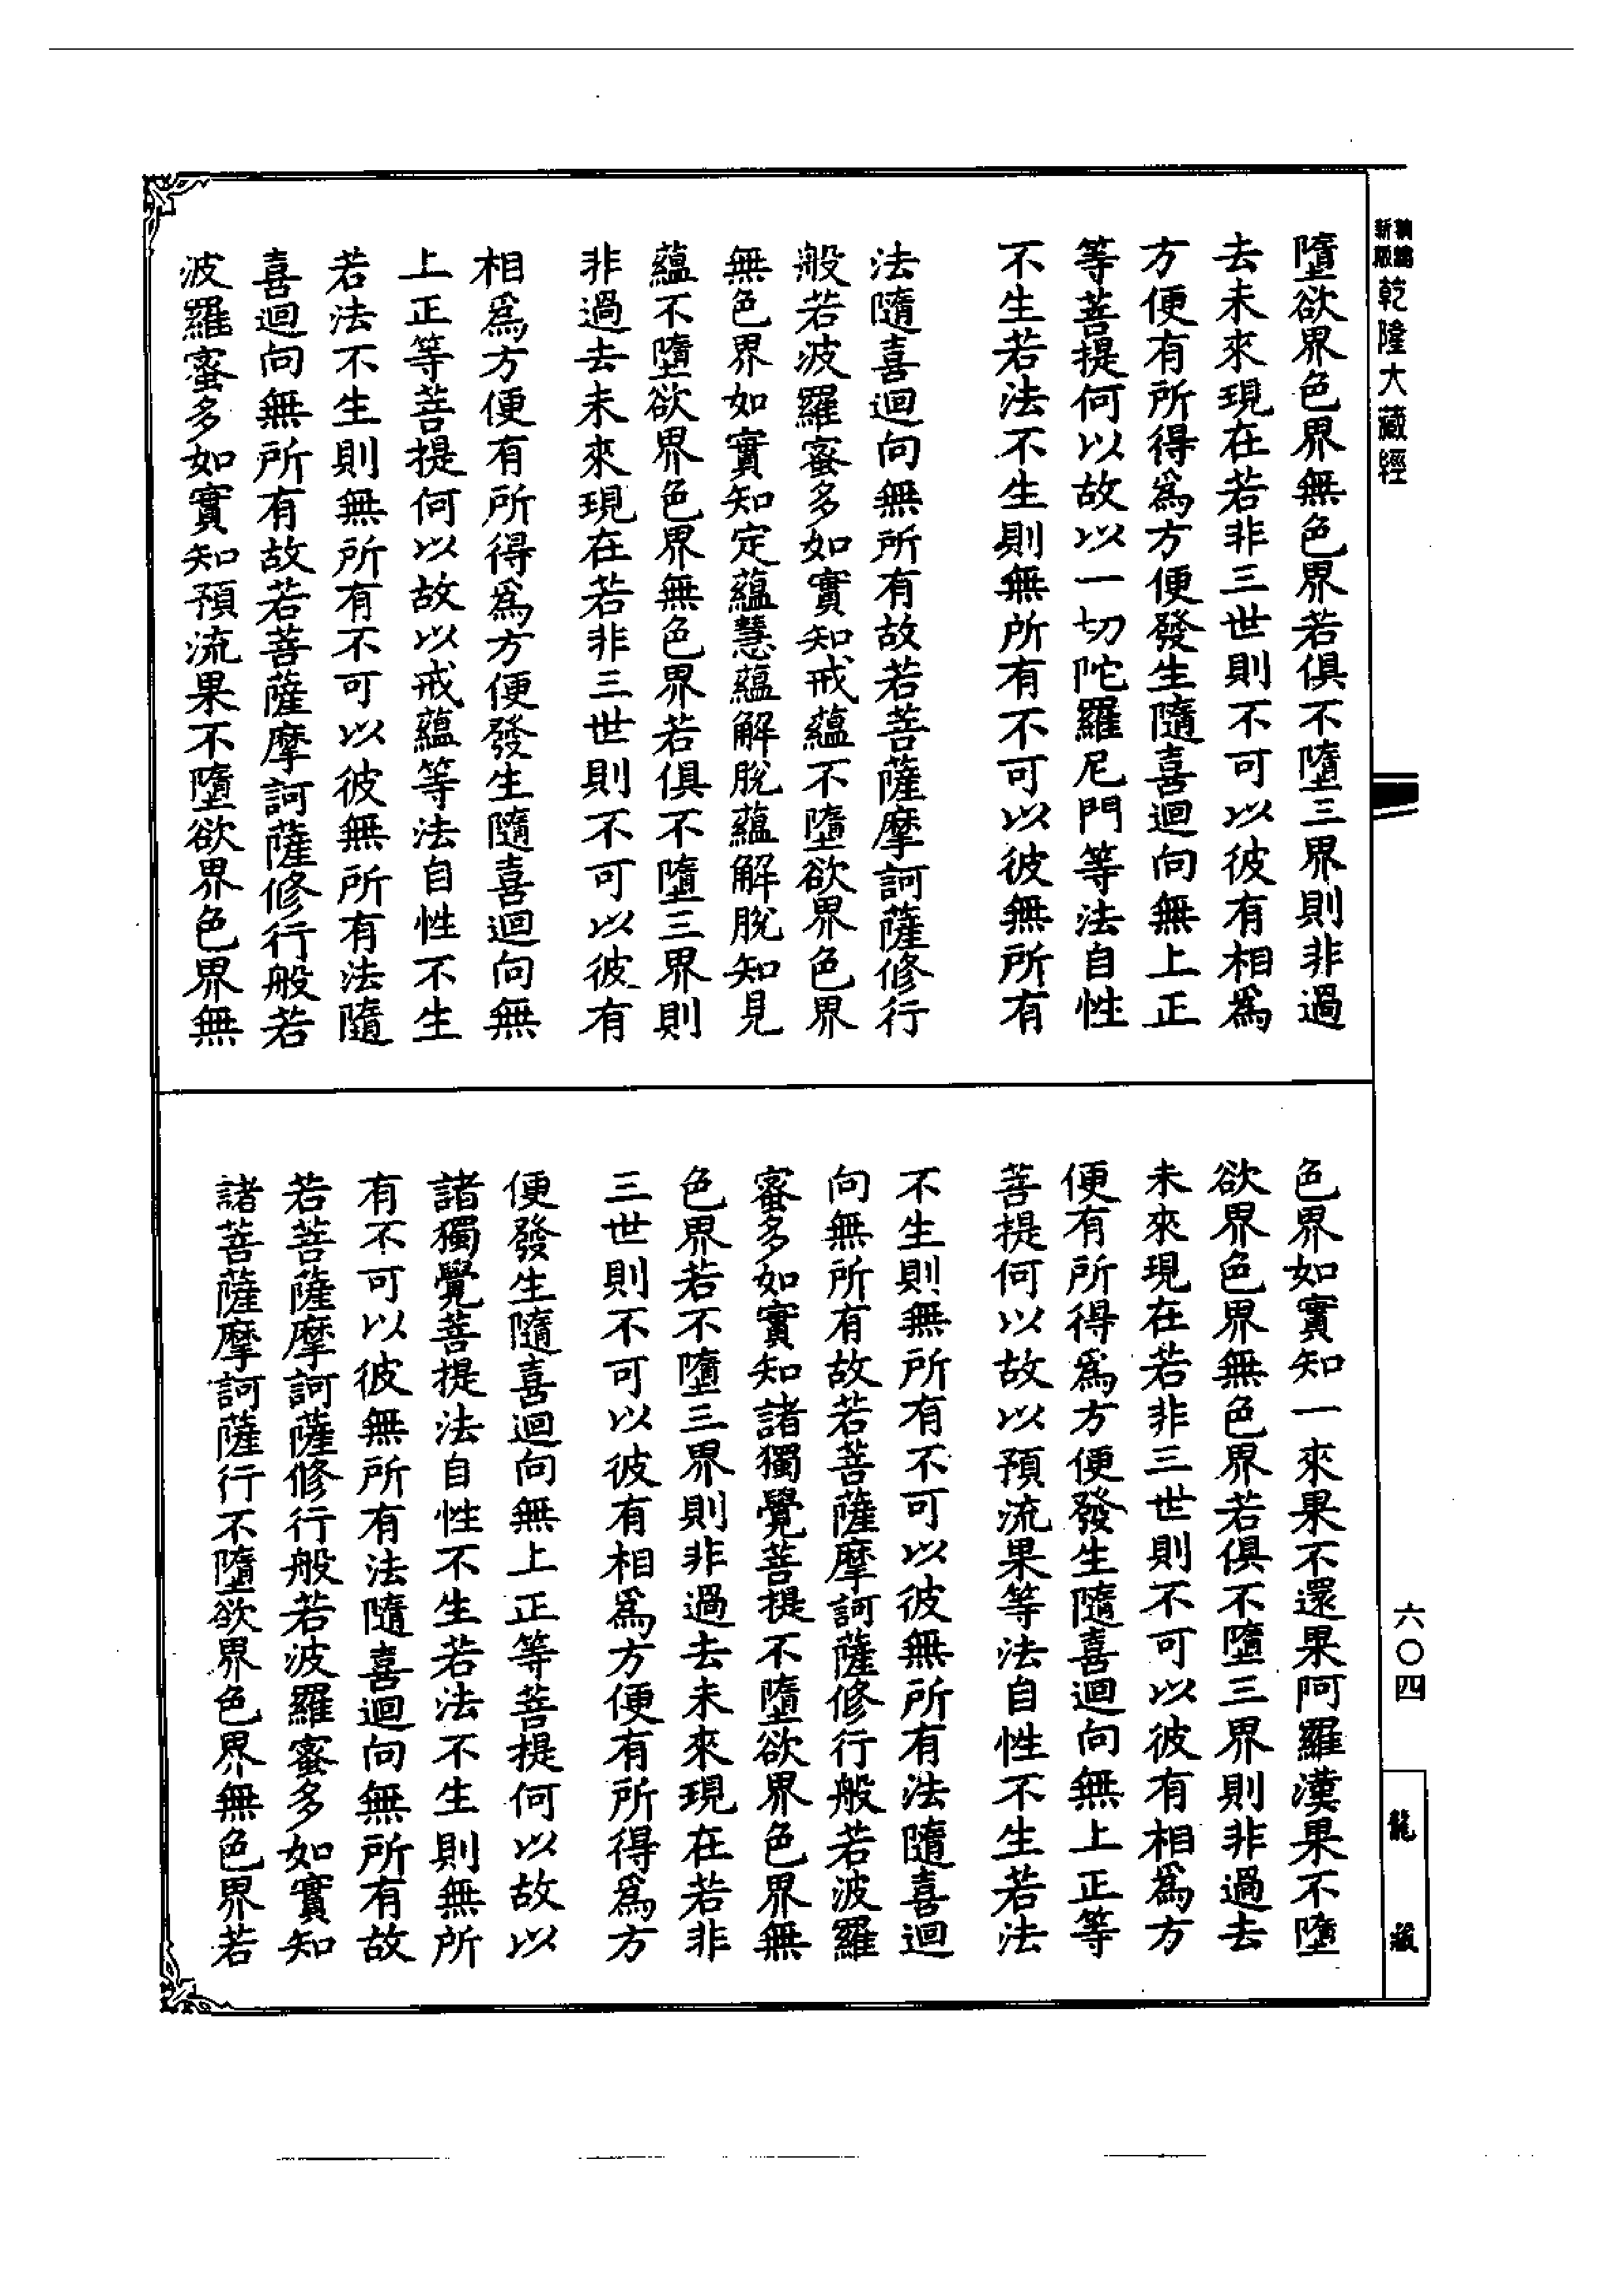 新編
新版
乾隆大藏經
墮欲界色界無色界若俱不墮三界則非過
去未來現在若非三世則不可以彼有相爲
方便有所得爲方便發生隨喜迴向無上正
等菩提何以故以一切陀羅尼門等法自性
不生若法不生則無所有不可以彼無所有
法隨喜迴向無所有故若菩薩摩訶薩修行
般若波羅蜜多如實知戒蘊不墮欲界色界
無色界如實知定蘊慧蘊解脫蘊解脫知見
蘊不墮欲界色界無色界若俱不墮三界則
非過去未來現在若非三世則不可以彼有
相爲方便有所得爲方便發生隨喜迴向無
上正等菩提何以故以戒蘊等法自性不生
若法不生則無所有不可以彼無所有法隨
喜迴向無所有故若菩薩摩訶薩修行般若
波羅蜜多如實知預流果不墮欲界色界無
色界如實知一來果不還果阿羅漢果不墮
欲界色界無色界若俱不墮三界則非過去
未來現在若非三世則不可以彼有相爲方
便有所得爲方便發生隨喜迴向無上正等
菩提何以故以預流果等法自性不生若法
不生則無所有不可以彼無所有法隨喜迴
向無所有故若菩薩摩訶薩修行般若波羅
蜜多如實知諸獨覺菩提不墮欲界色界無
色界若不墮三界則非過去未來現在若非
三世則不可以彼有相爲方便有所得爲方
便發生隨喜迴向無上正等菩提何以故以
諸獨覺菩提法自性不生若法不生則無所
有不可以彼無所有法隨喜迴向無所有故
若菩薩摩訶薩修行般若波羅蜜多如實知
諸菩薩摩訶薩行不墮欲界色界無色界若
六〇四
龍藏